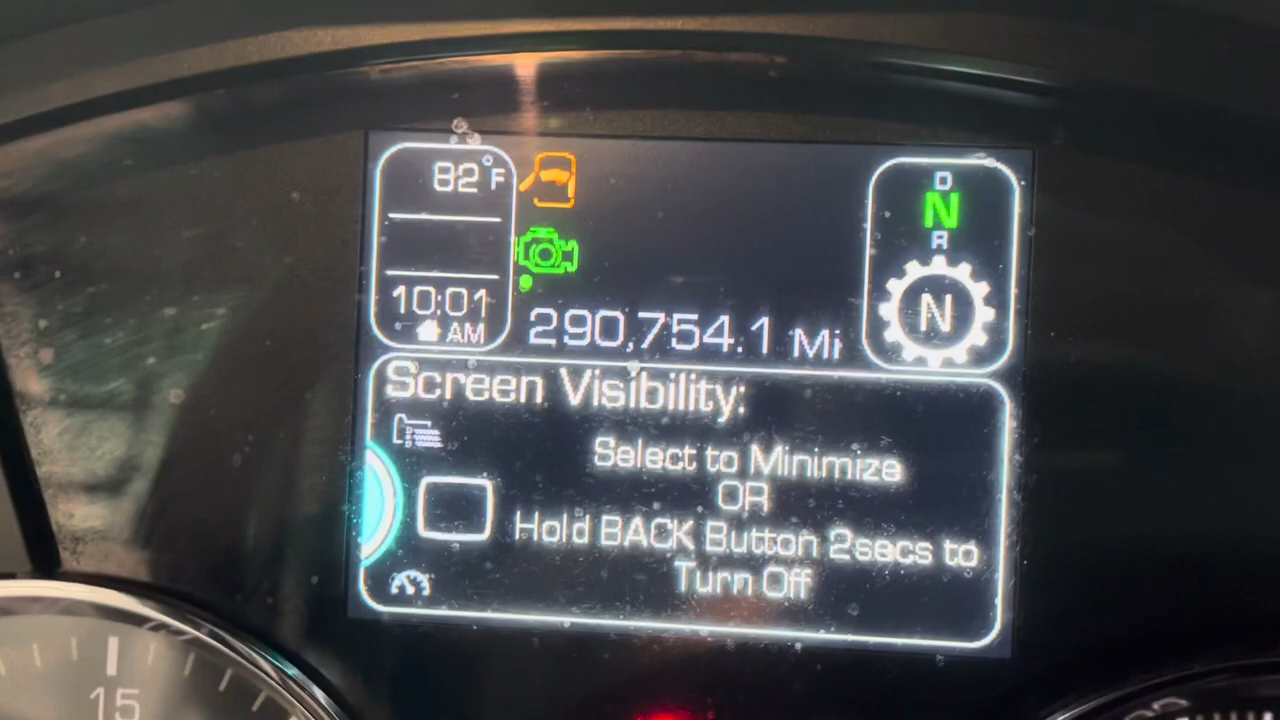 82°F
10:01
AM
290,754.1 Mi
D
N
R
N
Screen Visibility:
Select to Minimize
OR
Hold BACK Button 2secs to
Turn Off
15